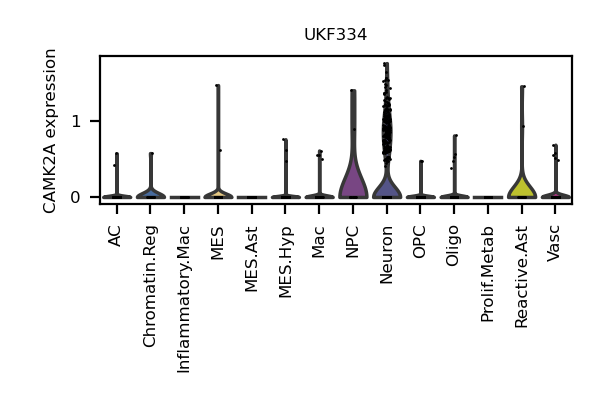 UKF334
CAMK2A expression
1
0
AC
Chromatin.Reg
Inflammatory.Mac
MES
MES.Ast
MES.Hyp
Mac
NPC
Neuron
OPC
Oligo
Prolif.Metab
Reactive.Ast
Vasc